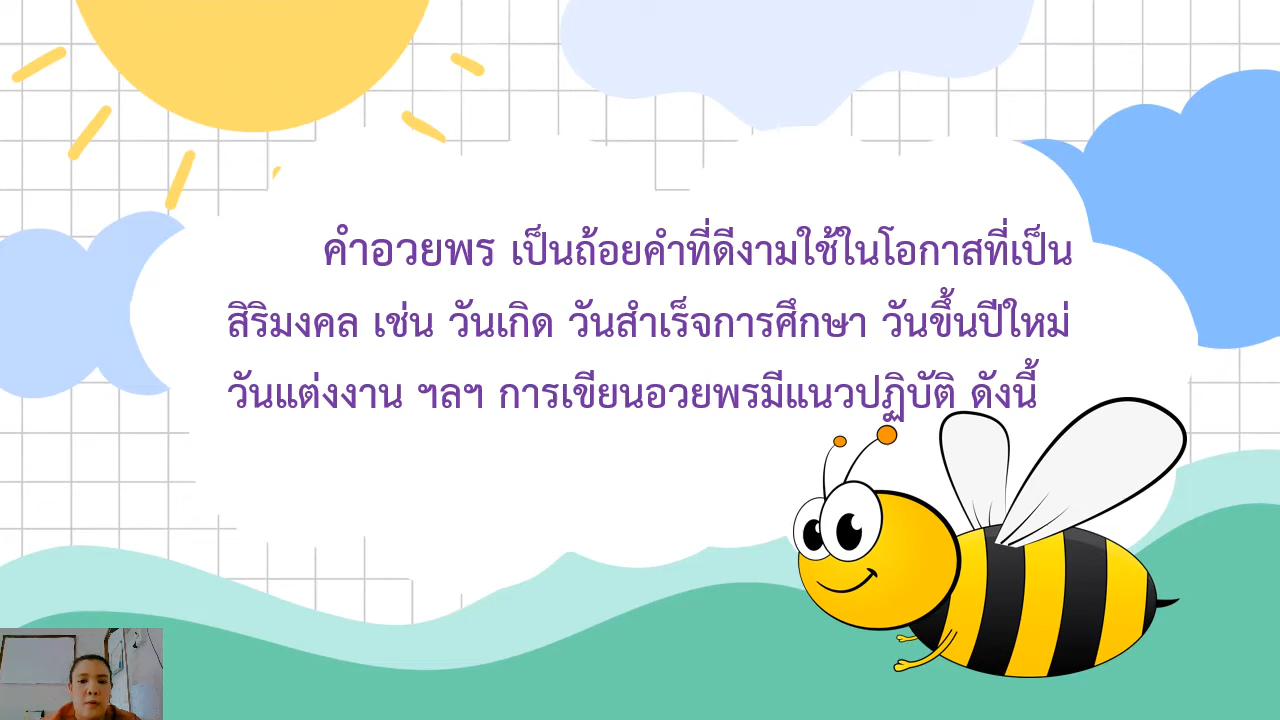 คำอวยพร เป็นถ้อยคำที่ดีงามใช้ในโอกาสที่เป็น
สิริมงคล เช่น วันเกิด วันสำเร็จการศึกษา วันขึ้นปีใหม่
วันแต่งงาน ฯลฯ การเขียนอวยพรมีแนวปฏิบัติ ดังนี้